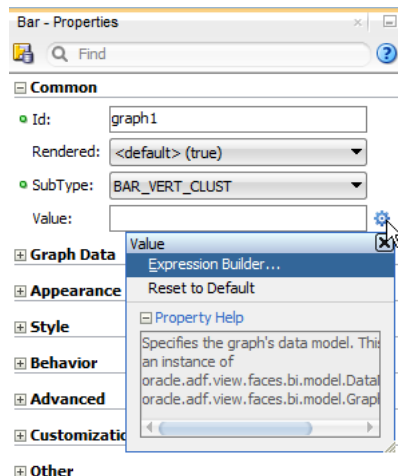 Bar - Properties
Find
Common
Id: graph1
Rendered: <default> (true)
SubType: BAR_VERT_CLUST
Value:
Graph Data
Value
Expression Builder...
Appearance
Reset to Default
Style
Property Help
Specifies the graph's data model. This
Behavior
an instance of
oracle.adf.view.faces.bi.model.Data
Advanced
oracle.adf.view.faces.bi.model.Grap
Customizatio
Other